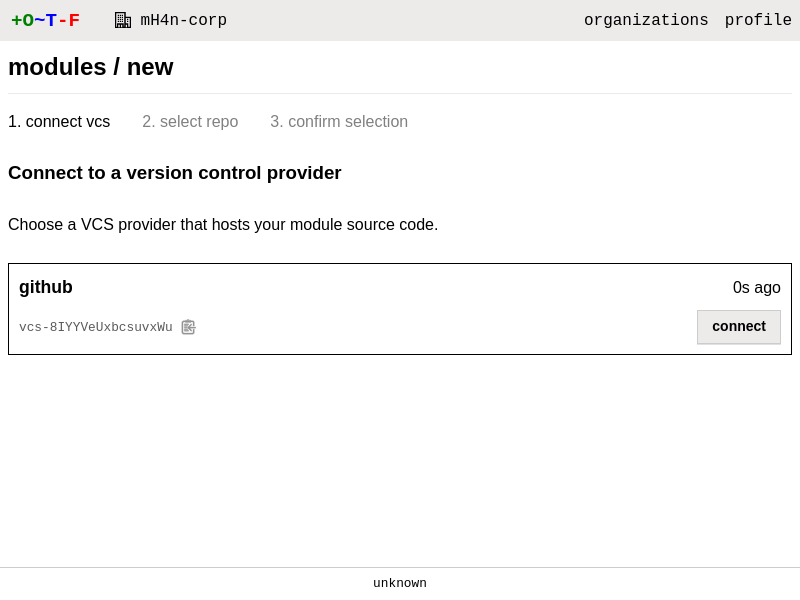 +O~T-F mH4n-corp organizations profile
modules / new
1. connect vcs 2. select repo 3. confirm selection
Connect to a version control provider
Choose a VCS provider that hosts your module source code.
github 0s ago
vcs-8IYYVeUxbcsuvxWu connect
unknown